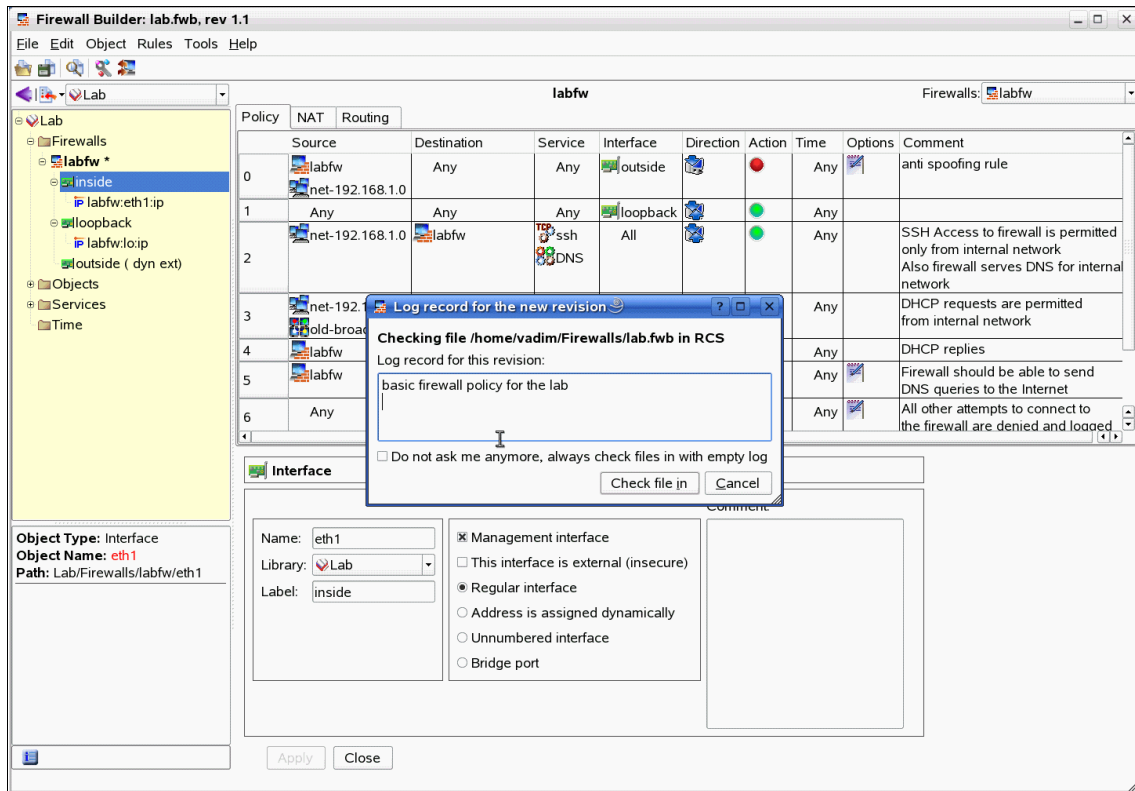 Firewall Builder: lab.fwb, rev 1.1
File Edit Object Rules Tools Help
Lab
labfw
Firewalls: labfw
Lab
Firewalls
labfw *
inside
labfw:eth1:ip
loopback
labfw:lo:ip
outside ( dyn ext)
Objects
Services
Time
Policy NAT Routing
Source Destination Service Interface Direction Action Time Options Comment
0 labfw Any Any outside Any anti spoofing rule
net-192.168.1.0
1 Any Any Any loopback Any
2 net-192.168.1.0 labfw TCP ssh All Any SSH Access to firewall is permitted
only from internal network
DNS
Also firewall serves DNS for internal
network
3 net-192.1 Any DHCP requests are permitted
old-broad from internal network
4 labfw Any DHCP replies
5 labfw Any Firewall should be able to send
DNS queries to the Internet
6 Any Any All other attempts to connect to
the firewall are denied and logged
Log record for the new revision
Checking file /home/vadim/Firewalls/lab.fwb in RCS
Log record for this revision:
basic firewall policy for the lab
Do not ask me anymore, always check files in with empty log
Check file in Cancel
Interface
Comment:
Name: eth1
Library: Lab
Label: inside
Management interface
This interface is external (insecure)
Regular interface
Address is assigned dynamically
Unnumbered interface
Bridge port
Object Type: Interface
Object Name: eth1
Path: Lab/Firewalls/labfw/eth1
Apply Close